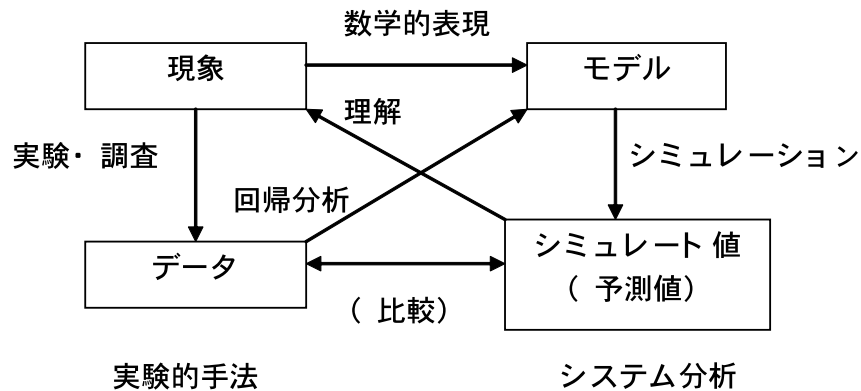 数学的表現
現象
モデル
理解
実験・調査
シミュレーション
回帰分析
データ
シミュレート値
(予測値)
(比較)
実験的手法
システム分析